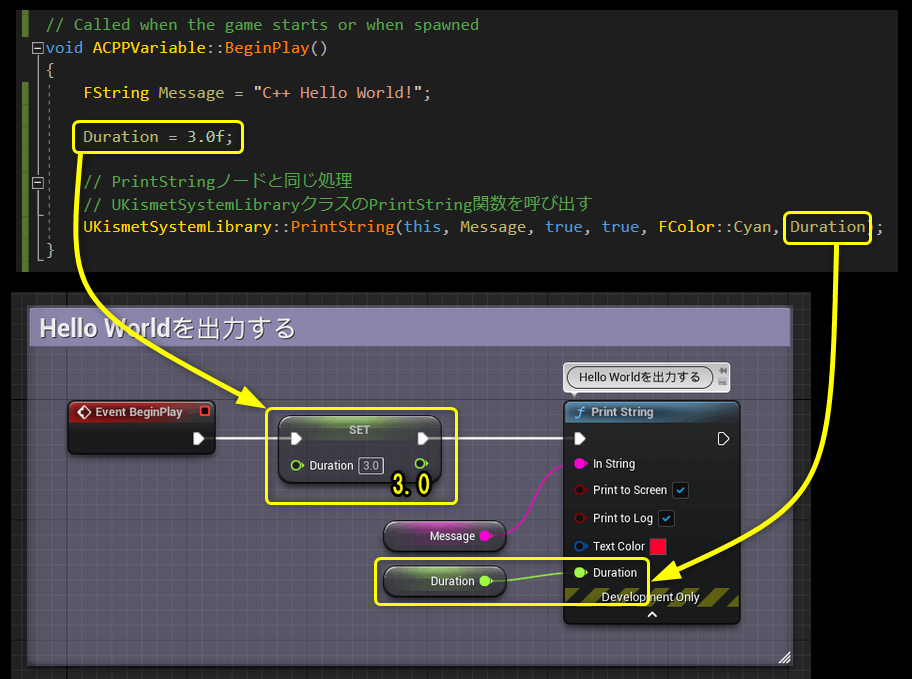 // Called when the game starts or when spawned
void ACPPVariable::BeginPlay()
{
FString Message = "C++ Hello World!";
Duration = 3.0f;
// PrintStringノードと同じ処理
// UKismetSystemLibraryクラスのPrintString関数を呼び出す
UKismetSystemLibrary::PrintString(this, Message, true, true, FColor::Cyan, Duration);
}
Hello Worldを出力する
Hello Worldを出力する
Event BeginPlay
SET
Duration 3.0
3.0
Print String
In String
Print to Screen
Print to Log
Text Color
Duration
Development Only
Message
Duration